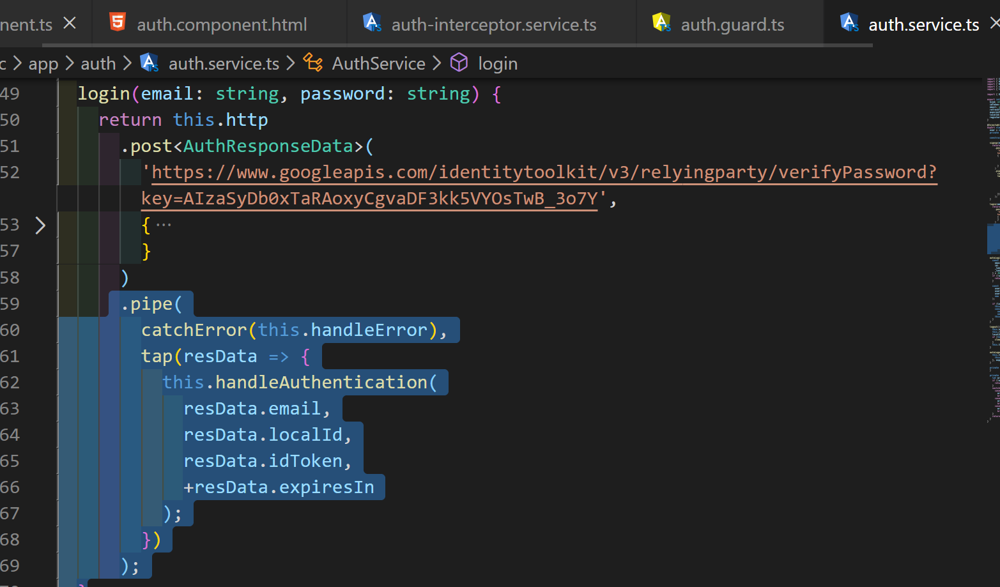 nent.ts
auth.component.html
auth-interceptor.service.ts
auth.guard.ts
auth.service.ts
c > app > auth > auth.service.ts > AuthService > login
49 login(email: string, password: string) {
50 return this.http
51 .post<AuthResponseData>(
52 'https://www.googleapis.com/identitytoolkit/v3/relyingparty/verifyPassword?
key=AIzaSyDb0xTaRAoxyCgvaDF3kk5VYOsTwB_3o7Y',
53 { ...
57 }
58 )
59 .pipe(
60 catchError(this.handleError),
61 tap(resData => {
62 this.handleAuthentication(
63 resData.email,
64 resData.localId,
65 resData.idToken,
66 +resData.expiresIn
67 );
68 })
69 );